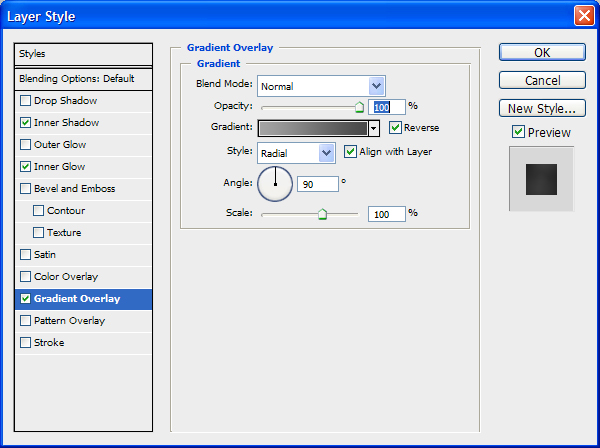 Layer Style
Styles
Blending Options: Default
Drop Shadow
Inner Shadow
Outer Glow
Inner Glow
Bevel and Emboss
Contour
Texture
Satin
Color Overlay
Gradient Overlay
Pattern Overlay
Stroke
Gradient Overlay
Gradient
Blend Mode: Normal
Opacity: 100 %
Gradient: Reverse
Style: Radial Align with Layer
Angle: 90 °
Scale: 100 %
OK
Cancel
New Style...
Preview